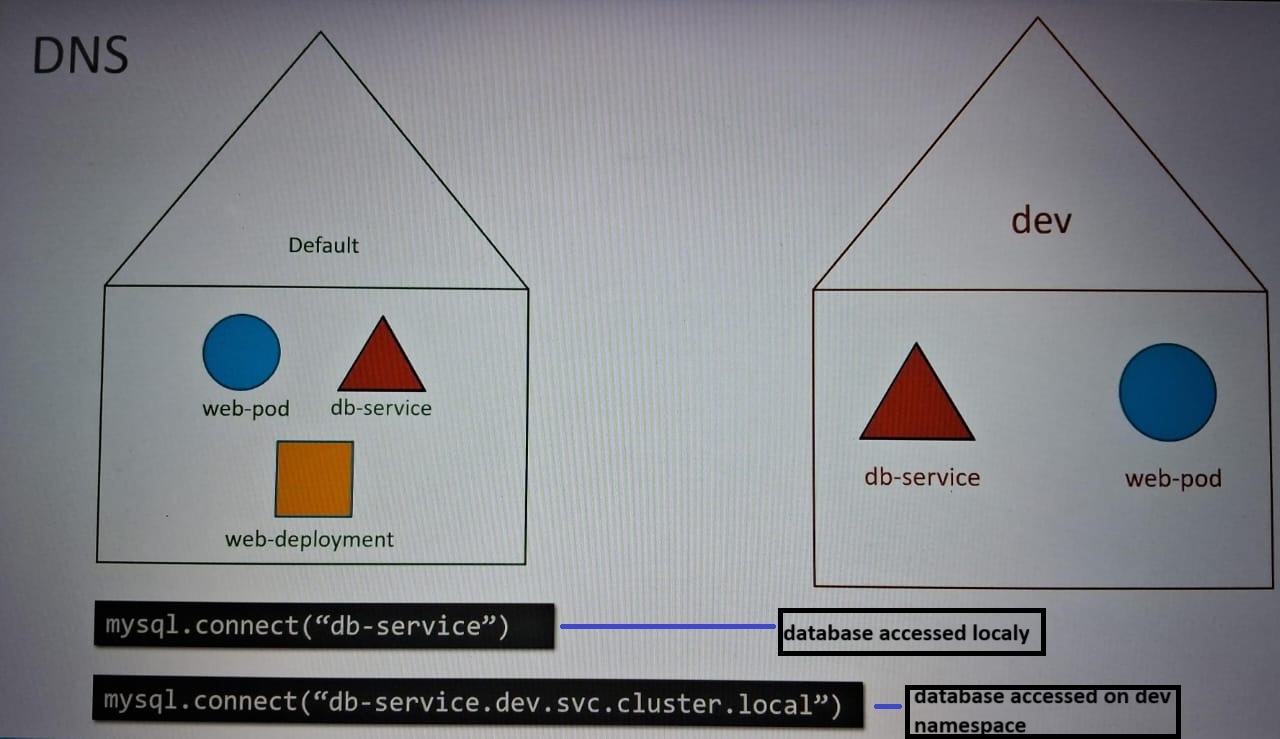 DNS
Default
dev
web-pod
db-service
web-deployment
db-service
web-pod
mysql.connect(“db-service”)
database accessed localy
mysql.connect(“db-service.dev.svc.cluster.local”)
database accessed on dev
namespace